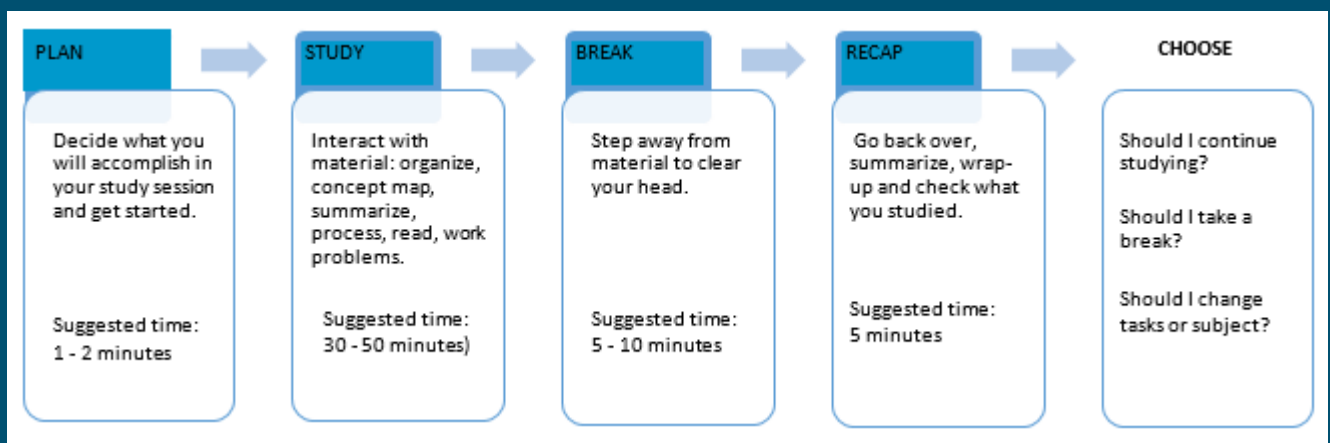 PLAN
Decide what you
will accomplish in
your study session
and get started.
Suggested time:
1 - 2 minutes
STUDY
Interact with
material: organize,
concept map,
summarize,
process, read, work
problems.
Suggested time:
30 - 50 minutes)
BREAK
Step away from
material to clear
your head.
Suggested time:
5 - 10 minutes
RECAP
Go back over,
summarize, wrap-
up and check what
you studied.
Suggested time:
5 minutes
CHOOSE
Should I continue
studying?
Should I take a
break?
Should I change
tasks or subject?